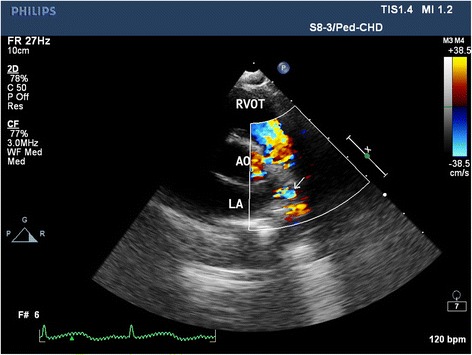 PHILIPS
TIS1.4 MI 1.2
S8-3/Ped-CHD
FR 27Hz
10cm
2D
78%
C 50
P Off
Res
CF
77%
3.0MHz
WF Med
Med
M3 M4
+38.5
-38.5
cm/s
P
RVOT
AO
LA
x
G
P R
F# 6
7
120 bpm